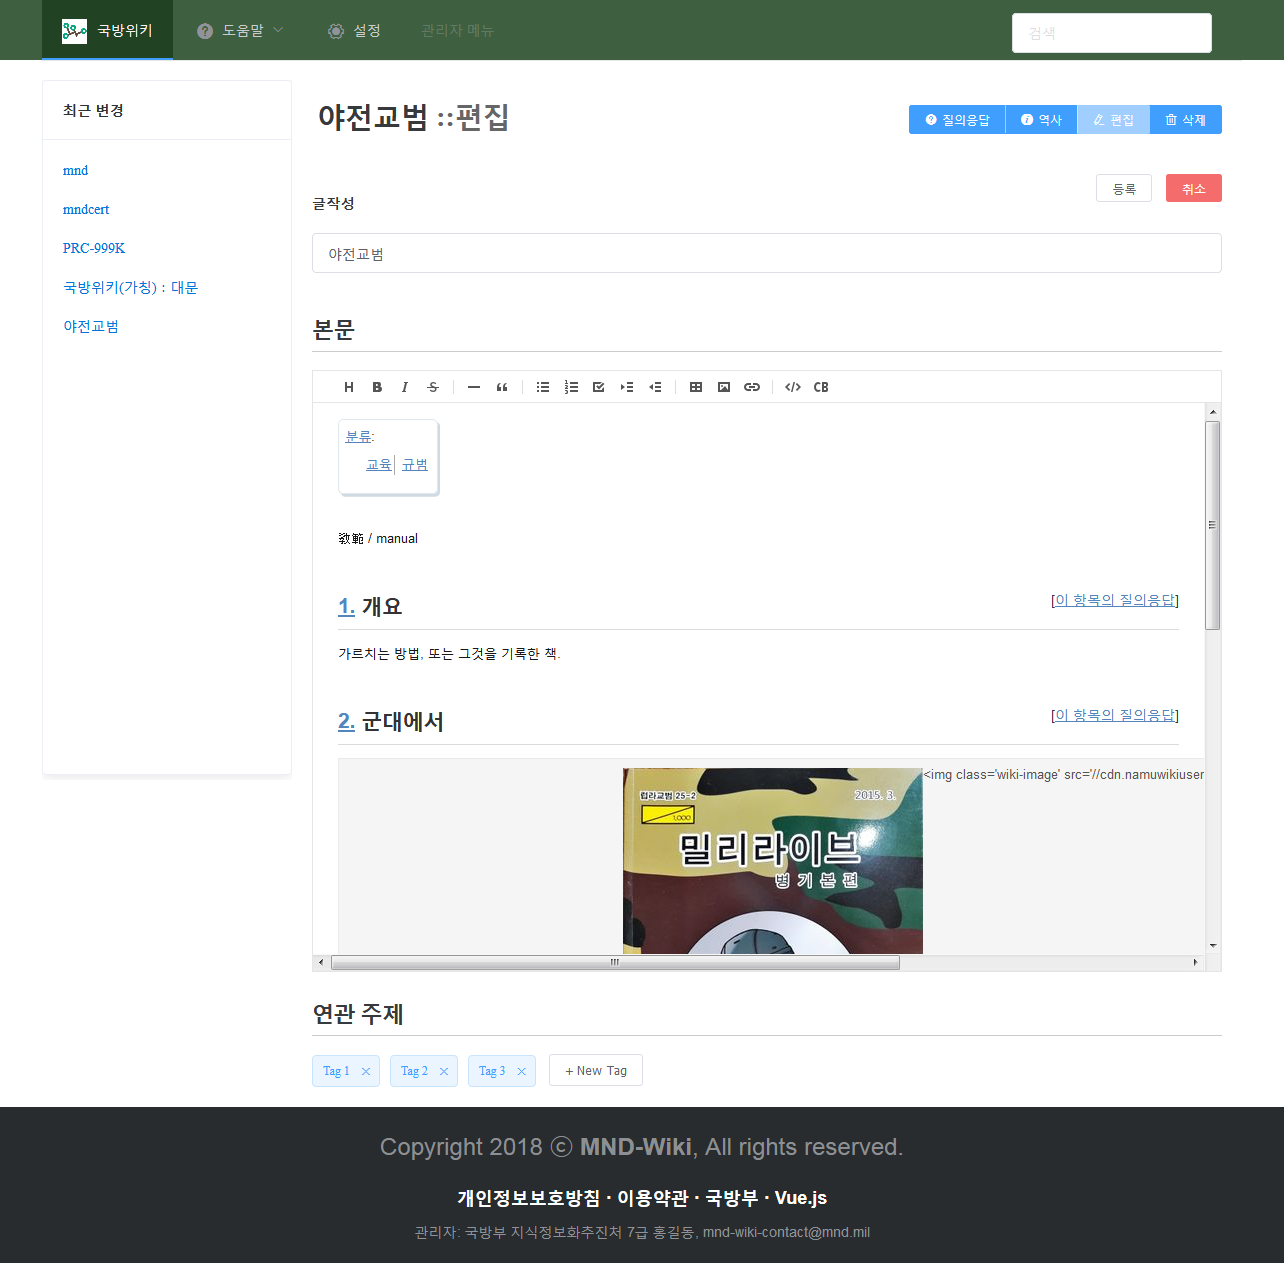 국방위키
도움말
설정
관리자 메뉴
검색
최근 변경
mnd
mndcert
PRC-999K
국방위키(가칭) : 대문
야전교범
야전교범 ::편집
질의응답
역사
편집
삭제
등록
취소
글작성
야전교범
본문
H B I S CB
분류:
교육 규범
敎範 / manual
1. 개요
[이 항목의 질의응답]
가르치는 방법, 또는 그것을 기록한 책.
2. 군대에서
[이 항목의 질의응답]
<img class='wiki-image' src='//cdn.namuwikiuser
럽라교범 25-2
2015. 3.
1,000
밀리라이브
병 기 본 편
연관 주제
Tag 1
Tag 2
Tag 3
+ New Tag
Copyright 2018 ⓒ MND-Wiki, All rights reserved.
개인정보보호방침 · 이용약관 · 국방부 · Vue.js
관리자: 국방부 지식정보화추진처 7급 홍길동, mnd-wiki-contact@mnd.mil